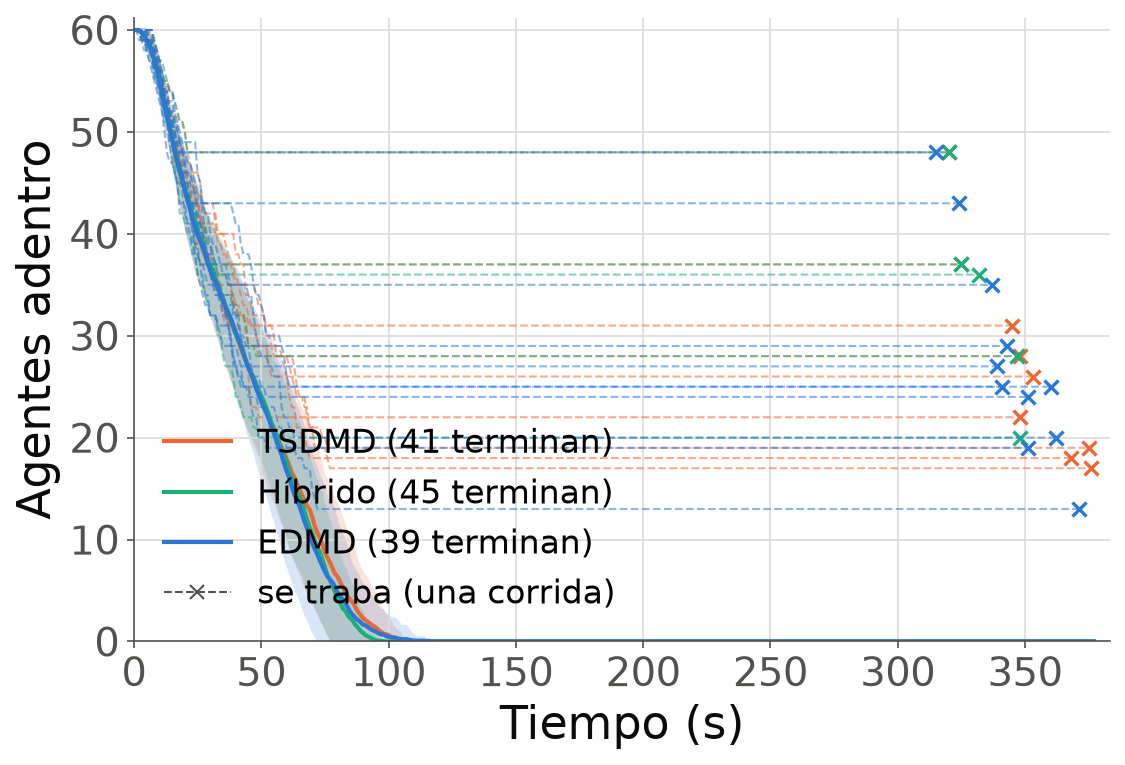 Agentes adentro
60
50
40
30
20
10
0
TSDMD (41 terminan)
Híbrido (45 terminan)
EDMD (39 terminan)
se traba (una corrida)
0 50 100 150 200 250 300 350
Tiempo (s)